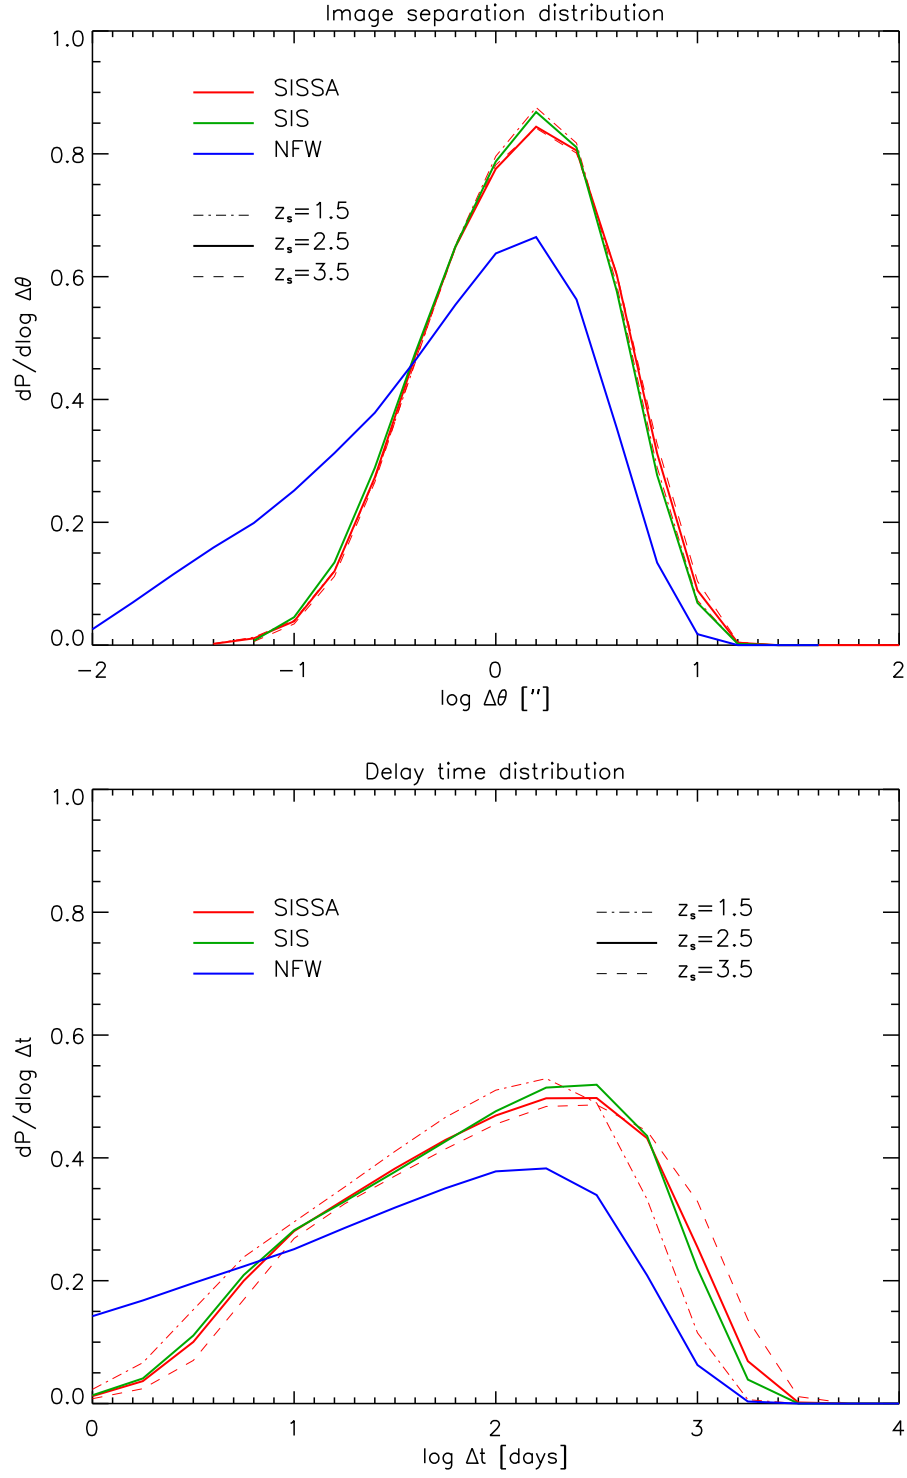 Image separation distribution
1.0
0.8
0.6
0.4
0.2
0.0
dP/dlog Δθ
SISSA
SIS
NFW
zₛ=1.5
zₛ=2.5
zₛ=3.5
−2 −1 0 1 2
log Δθ [″]
Delay time distribution
1.0
0.8
0.6
0.4
0.2
0.0
dP/dlog Δt
SISSA
SIS
NFW
zₛ=1.5
zₛ=2.5
zₛ=3.5
0 1 2 3 4
log Δt [days]